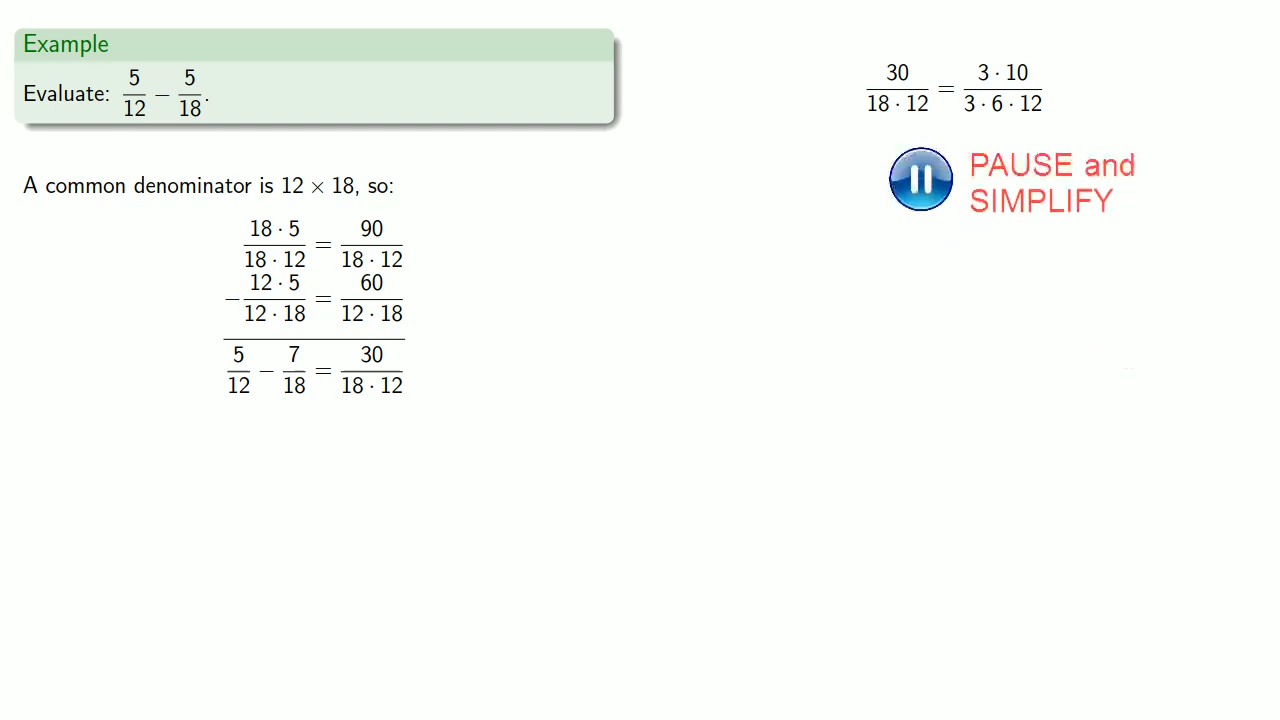 Example
Evaluate: 5/12 − 5/18.
A common denominator is 12 × 18, so:
18 · 5/18 · 12 = 90/18 · 12
− 12 · 5/12 · 18 = 60/12 · 18
5/12 − 7/18 = 30/18 · 12
30/18 · 12 = 3 · 10/3 · 6 · 12
PAUSE and
SIMPLIFY